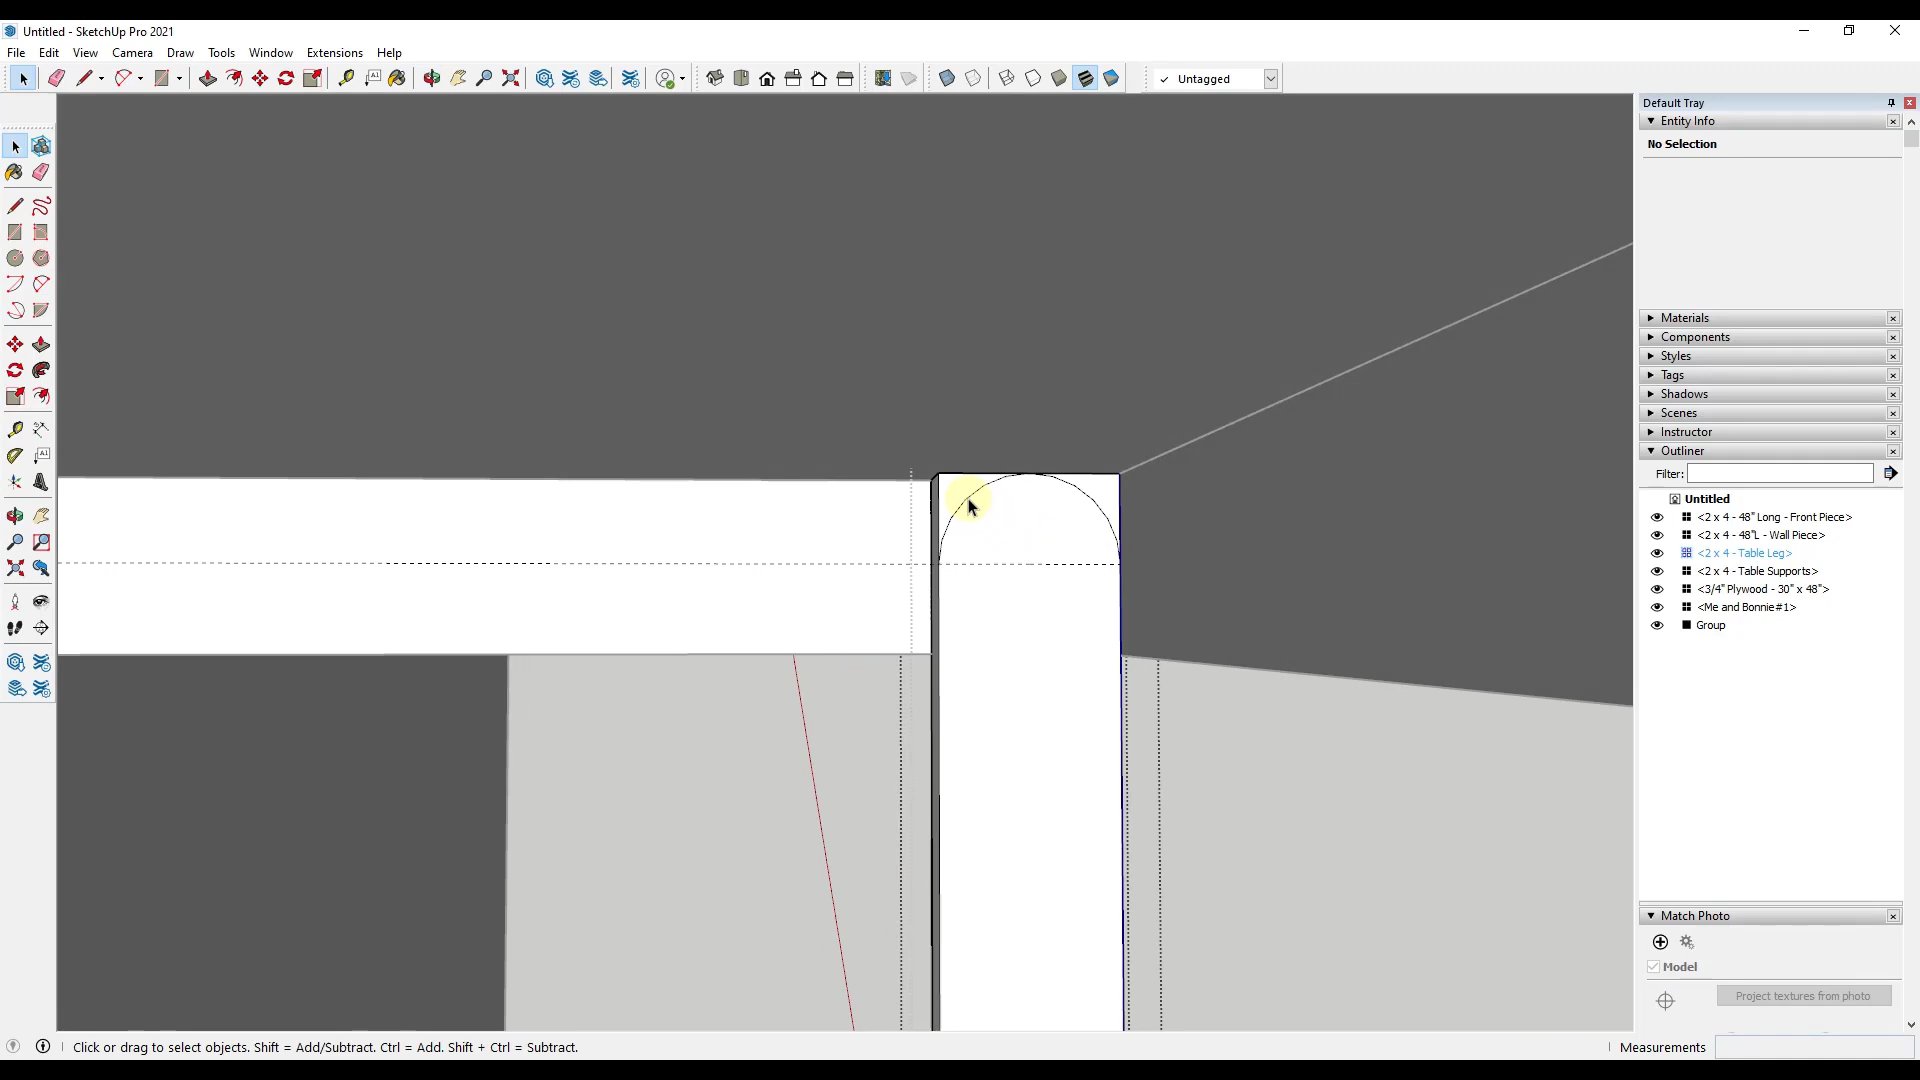 Untitled - SketchUp Pro 2021
File Edit View Camera Draw Tools Window Extensions Help
Untagged
Default Tray
Entity Info
No Selection
Materials
Components
Styles
Tags
Shadows
Scenes
Instructor
Outliner
Filter:
Untitled
<2 x 4 - 48" Long - Front Piece>
<2 x 4 - 48"L - Wall Piece>
<2 x 4 - Table Leg>
<2 x 4 - Table Supports>
<3/4" Plywood - 30" x 48">
<Me and Bonnie#1>
Group
Match Photo
Model
Project textures from photo
Click or drag to select objects. Shift = Add/Subtract. Ctrl = Add. Shift + Ctrl = Subtract.
Measurements